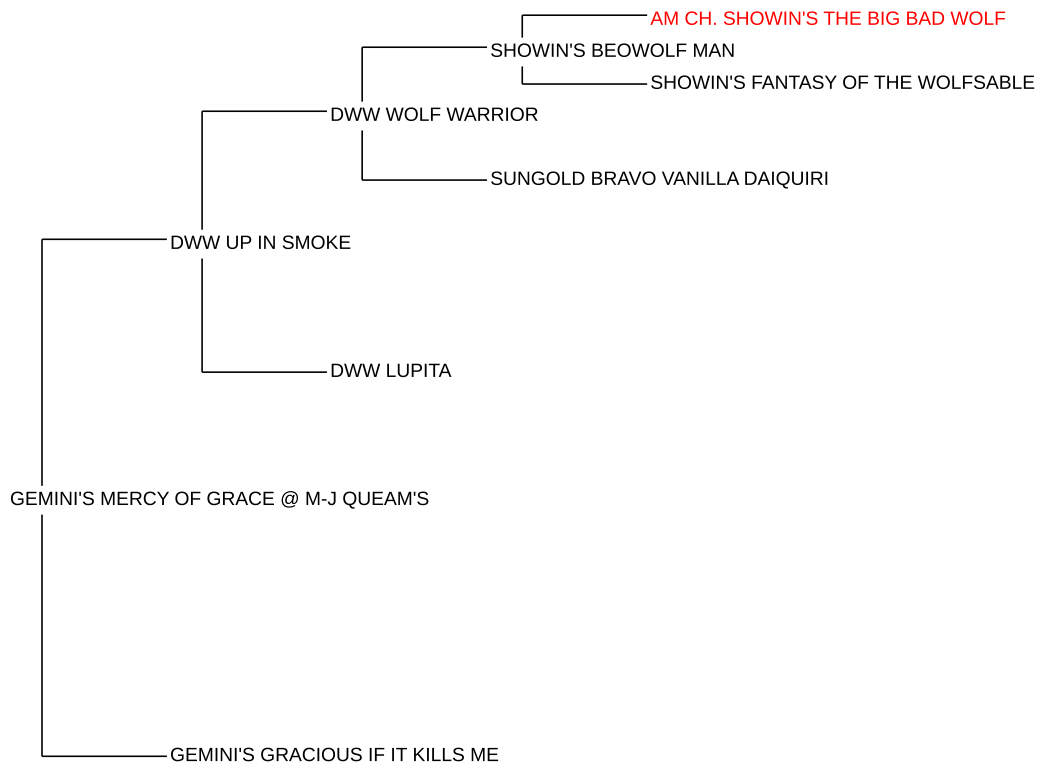 AM CH. SHOWIN'S THE BIG BAD WOLF
SHOWIN'S BEOWOLF MAN
SHOWIN'S FANTASY OF THE WOLFSABLE
DWW WOLF WARRIOR
SUNGOLD BRAVO VANILLA DAIQUIRI
DWW UP IN SMOKE
DWW LUPITA
GEMINI'S MERCY OF GRACE @ M-J QUEAM'S
GEMINI'S GRACIOUS IF IT KILLS ME